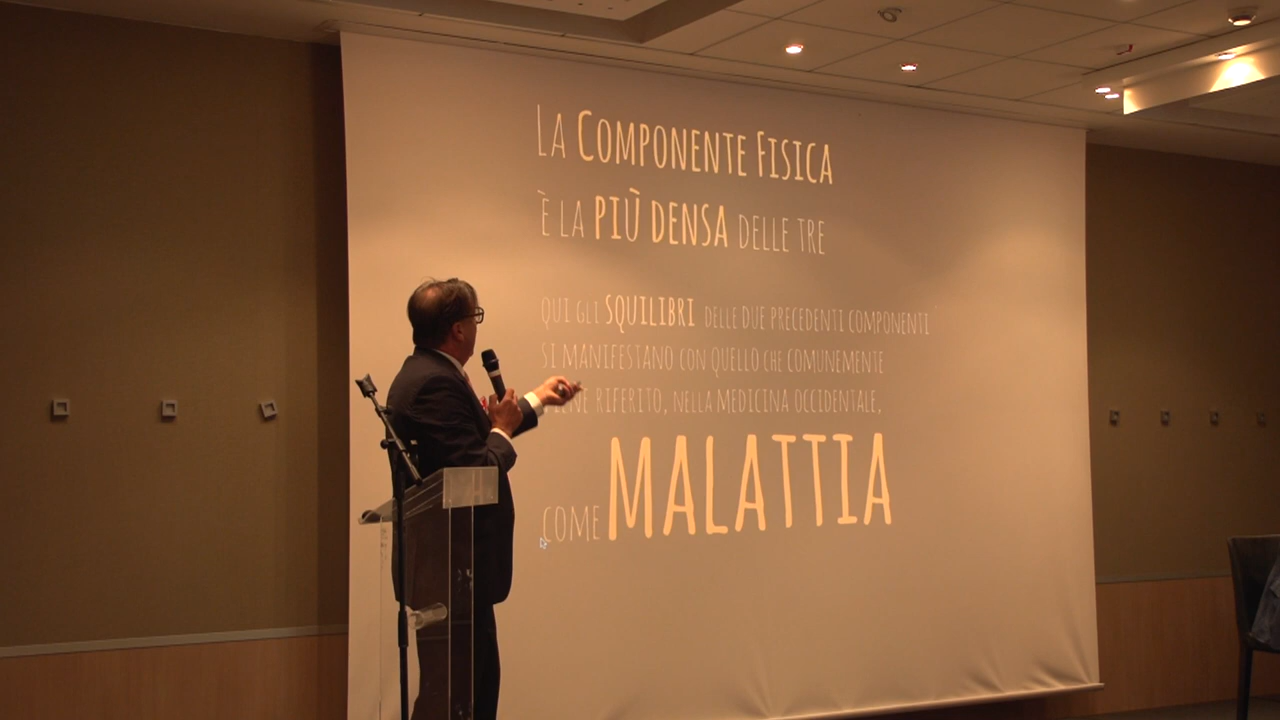 La Componente Fisica
è la più densa delle tre
qui gli squilibri delle due precedenti componenti
si manifestano con quello che comunemente
viene riferito, nella medicina occidentale,
come MALATTIA